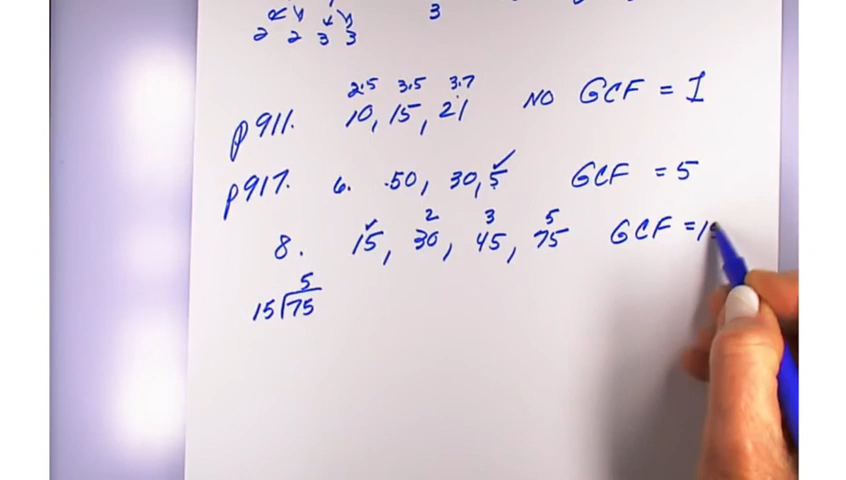 2 2 3 3
3
2·5 3·5 3·7
p911. 10, 15, 21 NO GCF = 1
p917. 6. 50, 30, 5 ✓ GCF = 5
✓ 2 3 5
8. 15, 30, 45, 75 GCF = 15
5
15)75